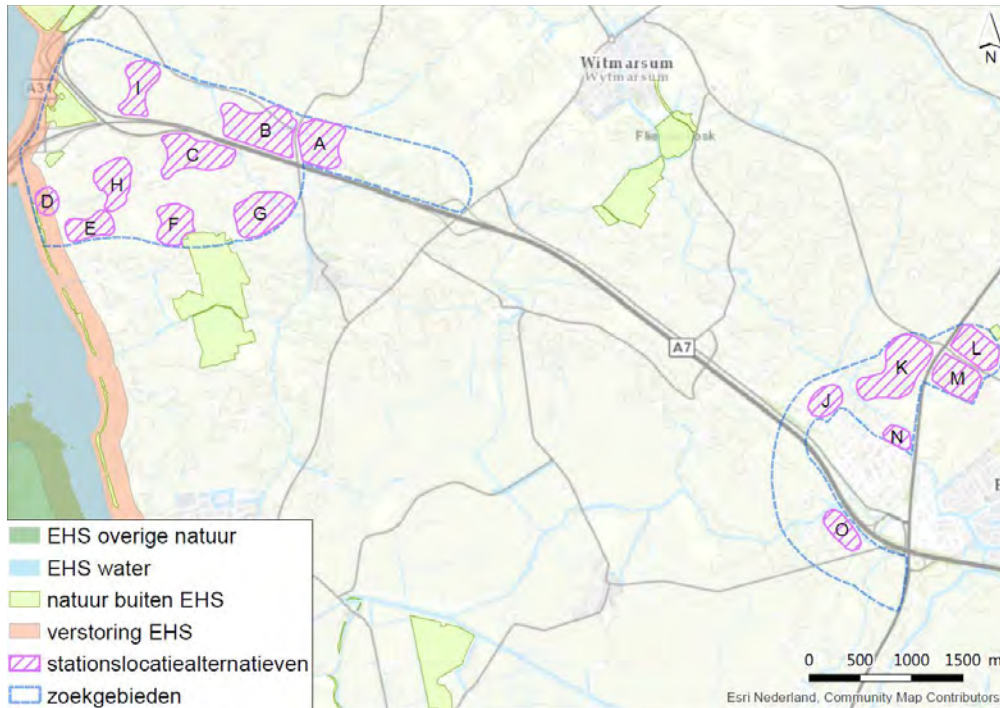 Witmarsum
Wytmarsum
N
I
B
A
C
H
D
E
F
G
A7
L
K
M
J
N
O
EHS overige natuur
EHS water
natuur buiten EHS
verstoring EHS
stationslocatiealternatieven
zoekgebieden
0 500 1000 1500 m
Esri Nederland, Community Map Contributors